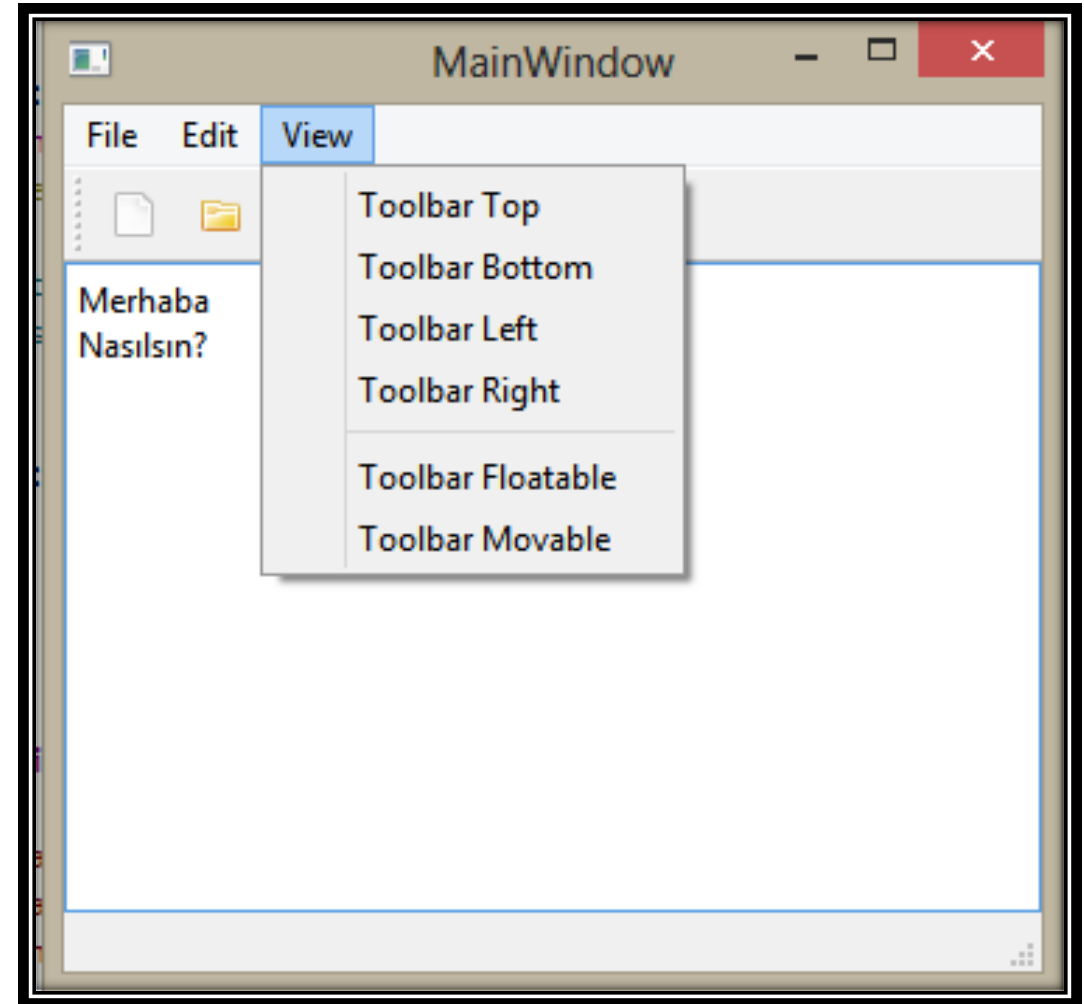 MainWindow
File Edit View
Toolbar Top
Toolbar Bottom
Toolbar Left
Toolbar Right
Toolbar Floatable
Toolbar Movable
Merhaba
Nasılsın?